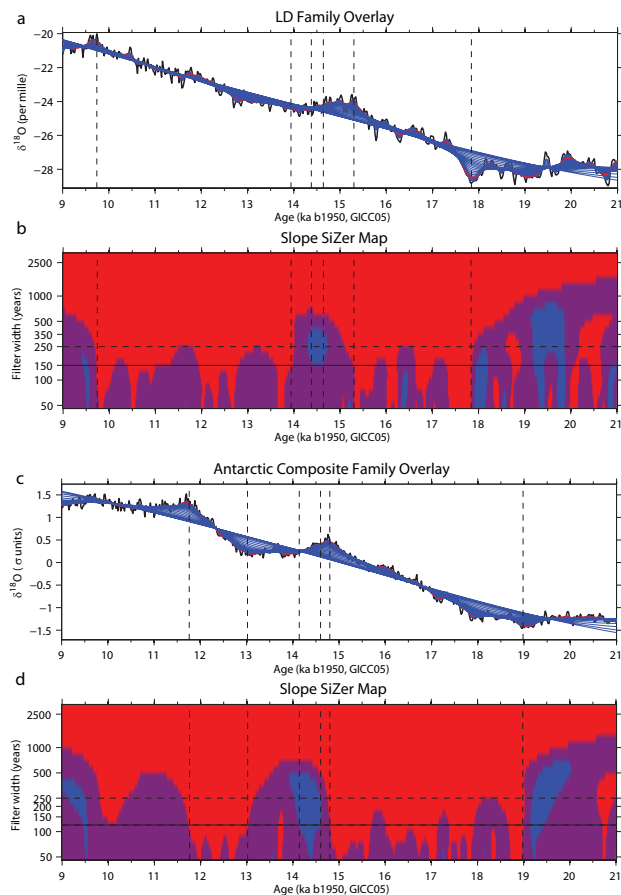 a
LD Family Overlay
δ18O (per mille)
−20
−22
−24
−26
−28
9 10 11 12 13 14 15 16 17 18 19 20 21
Age (ka b1950, GICC05)
b
Slope SiZer Map
Filter width (years)
2500
1000
500
350
250
150
100
50
9 10 11 12 13 14 15 16 17 18 19 20 21
Age (ka b1950, GICC05)
c
Antarctic Composite Family Overlay
δ18O ( σ units)
1.5
1
0.5
0
−0.5
−1
−1.5
9 10 11 12 13 14 15 16 17 18 19 20 21
Age (ka b1950, GICC05)
d
Slope SiZer Map
Filter width (years)
2500
1000
500
250
200
150
100
50
9 10 11 12 13 14 15 16 17 18 19 20 21
Age (ka b1950, GICC05)